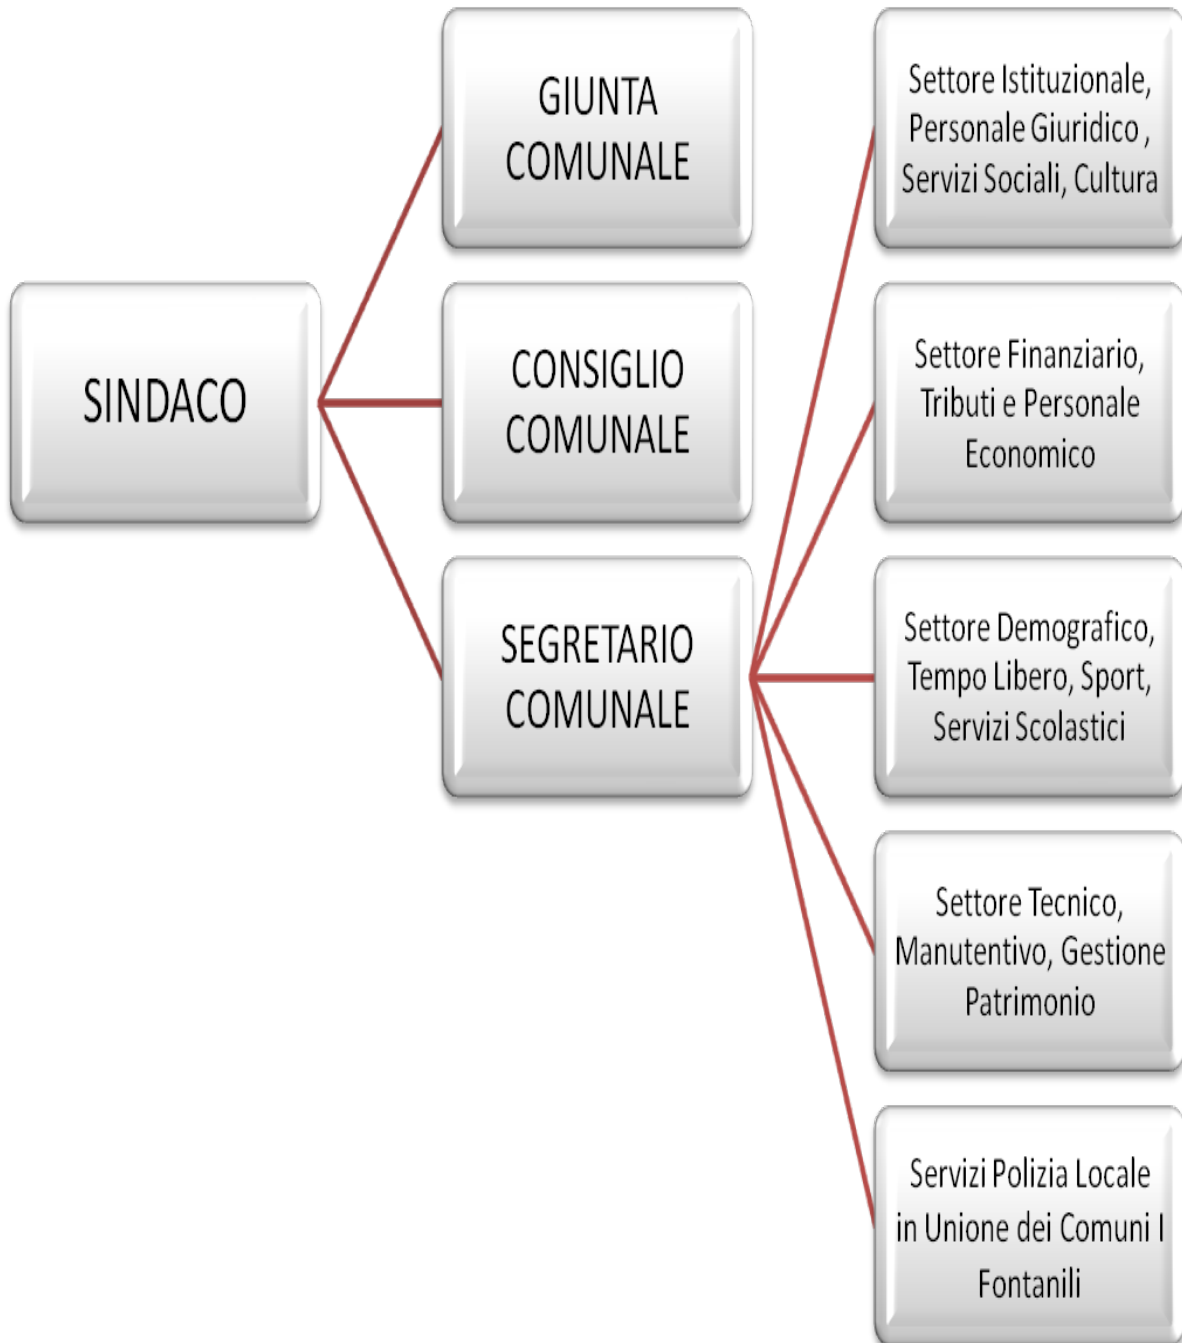 SINDACO
GIUNTA
COMUNALE
CONSIGLIO
COMUNALE
SEGRETARIO
COMUNALE
Settore Istituzionale,
Personale Giuridico ,
Servizi Sociali, Cultura
Settore Finanziario,
Tributi e Personale
Economico
Settore Demografico,
Tempo Libero, Sport,
Servizi Scolastici
Settore Tecnico,
Manutentivo, Gestione
Patrimonio
Servizi Polizia Locale
in Unione dei Comuni I
Fontanili